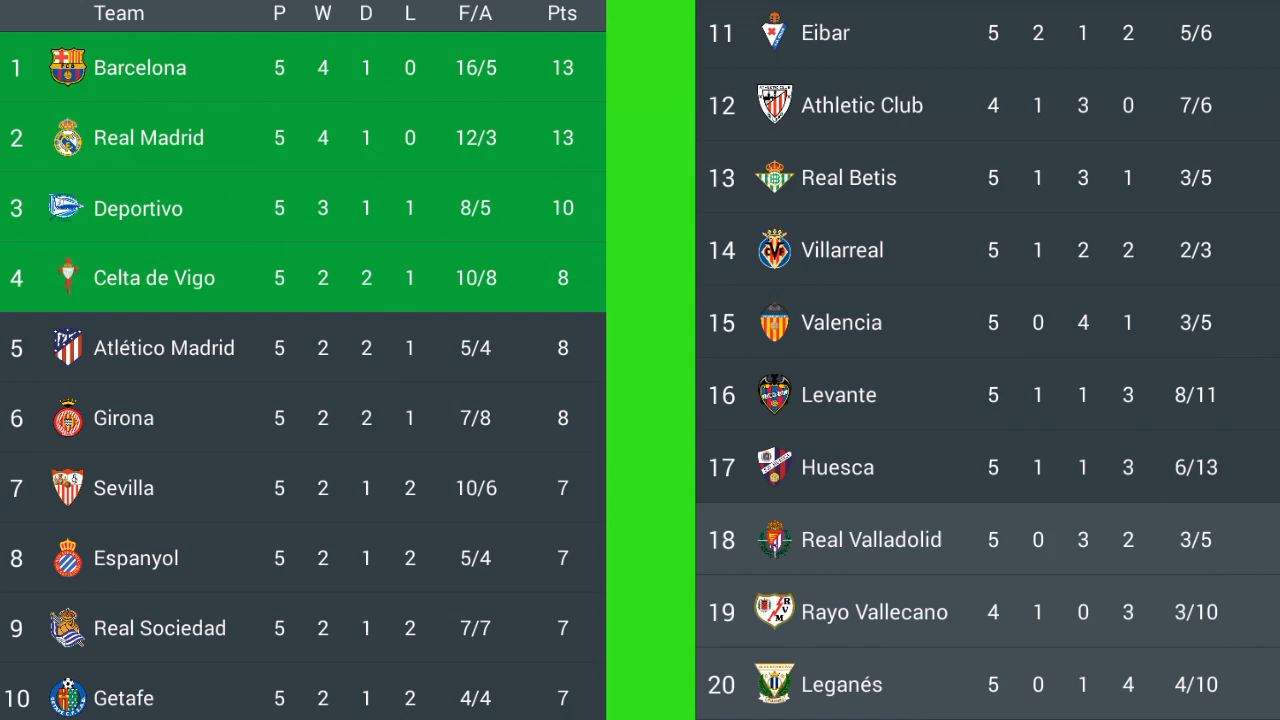 Team P W D L F/A Pts
1 Barcelona 5 4 1 0 16/5 13
2 Real Madrid 5 4 1 0 12/3 13
3 Deportivo 5 3 1 1 8/5 10
4 Celta de Vigo 5 2 2 1 10/8 8
5 Atlético Madrid 5 2 2 1 5/4 8
6 Girona 5 2 2 1 7/8 8
7 Sevilla 5 2 1 2 10/6 7
8 Espanyol 5 2 1 2 5/4 7
9 Real Sociedad 5 2 1 2 7/7 7
10 Getafe 5 2 1 2 4/4 7
11 Eibar 5 2 1 2 5/6
12 Athletic Club 4 1 3 0 7/6
13 Real Betis 5 1 3 1 3/5
14 Villarreal 5 1 2 2 2/3
15 Valencia 5 0 4 1 3/5
16 Levante 5 1 1 3 8/11
17 Huesca 5 1 1 3 6/13
18 Real Valladolid 5 0 3 2 3/5
19 Rayo Vallecano 4 1 0 3 3/10
20 Leganés 5 0 1 4 4/10